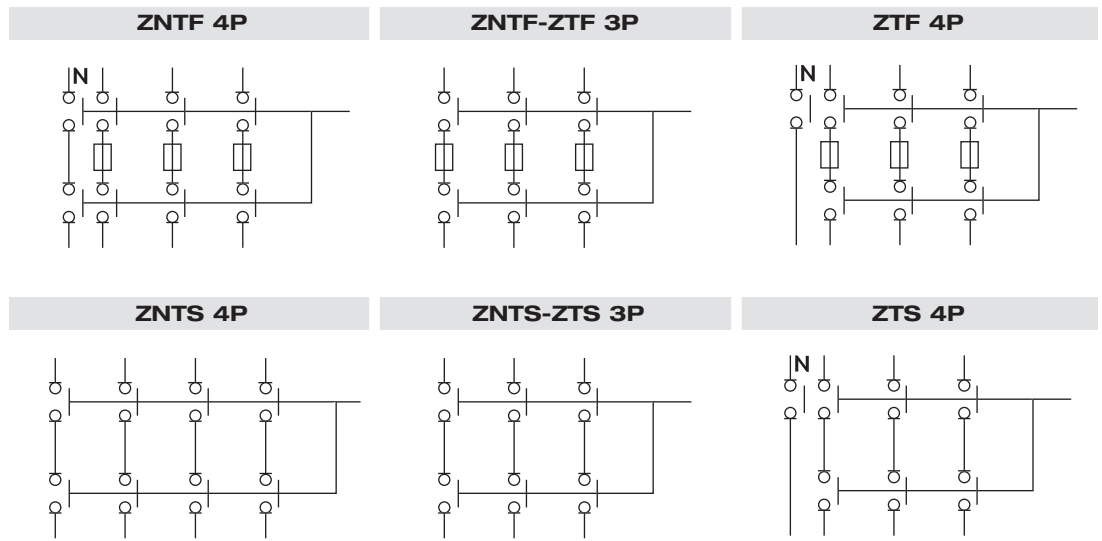 ZNTF 4P
ZNTF-ZTF 3P
ZTF 4P
N
N
ZNTS 4P
ZNTS-ZTS 3P
ZTS 4P
N